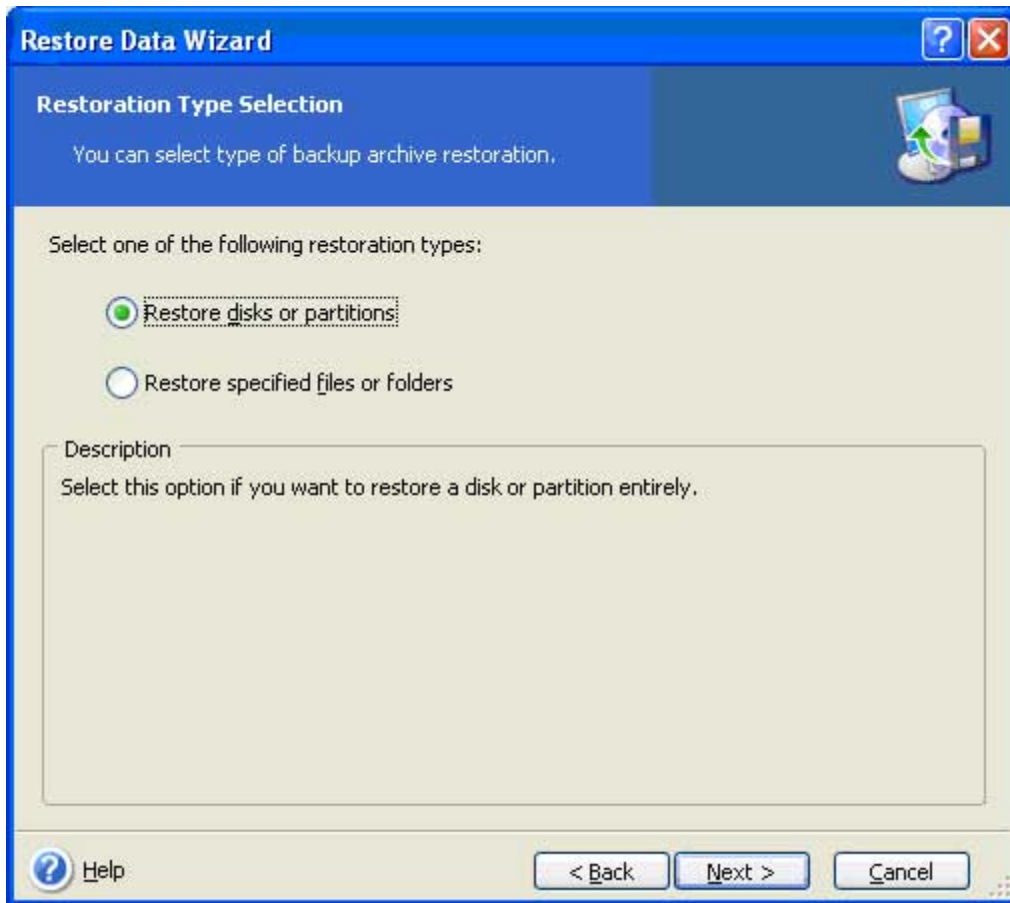 Restore Data Wizard
Restoration Type Selection
You can select type of backup archive restoration.
Select one of the following restoration types:
Restore disks or partitions
Restore specified files or folders
Description
Select this option if you want to restore a disk or partition entirely.
Help
< Back
Next >
Cancel